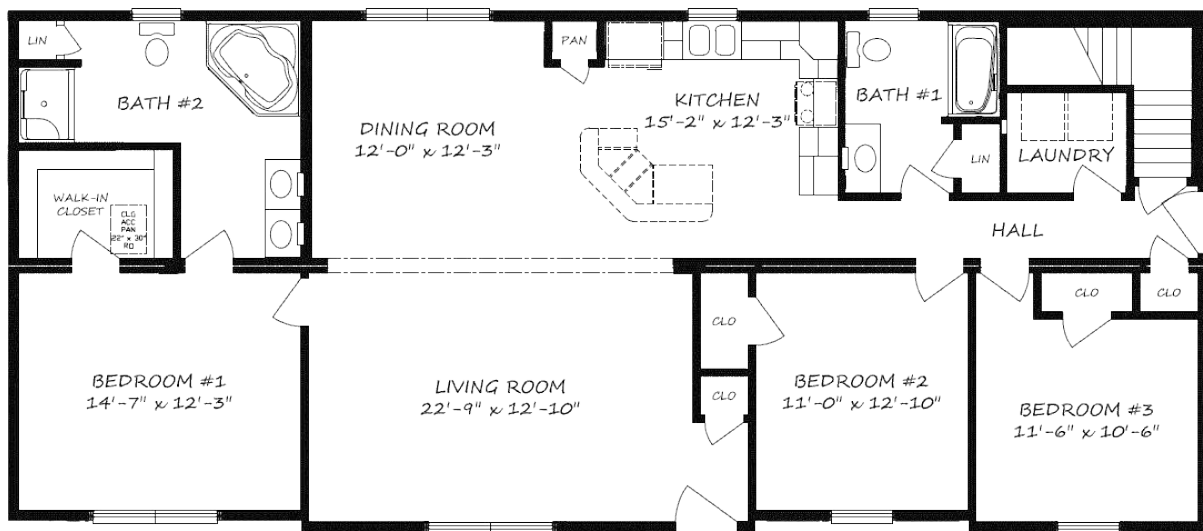 LIN
BATH #2
DINING ROOM
12'-0" x 12'-3"
PAN
KITCHEN
15'-2" x 12'-3"
BATH #1
LIN
LAUNDRY
WALK-IN
CLOSET
CLG
ACC
PAN
22" x 30"
RO
HALL
BEDROOM #1
14'-7" x 12'-3"
LIVING ROOM
22'-9" x 12'-10"
CLO
CLO
BEDROOM #2
11'-0" x 12'-10"
CLO
CLO
BEDROOM #3
11'-6" x 10'-6"